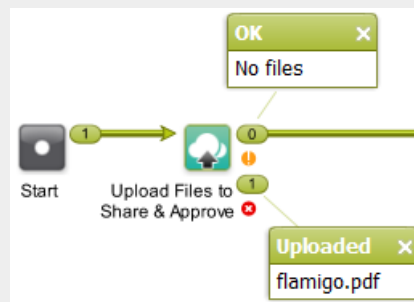 OK
No files
1
0
Start
Upload Files to
Share & Approve
1
Uploaded
flamigo.pdf